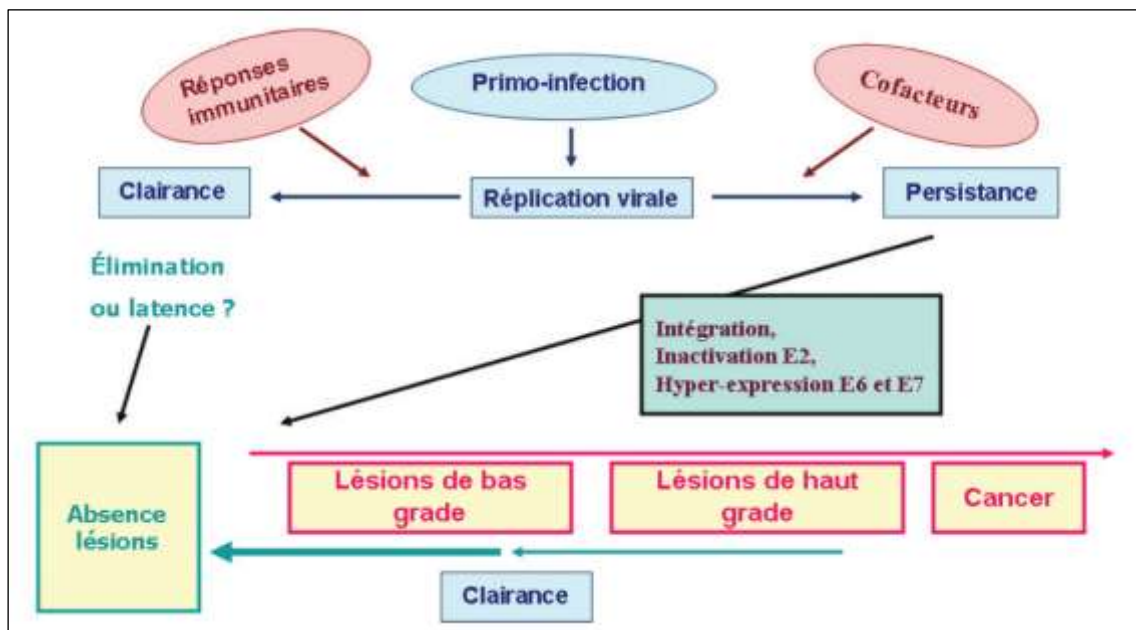 Réponses
immunitaires
Primo-infection
Cofacteurs
Clairance
Réplication virale
Persistance
Élimination
ou latence ?
Intégration,
Inactivation E2,
Hyper-expression E6 et E7
Absence
lésions
Lésions de bas
grade
Lésions de haut
grade
Cancer
Clairance